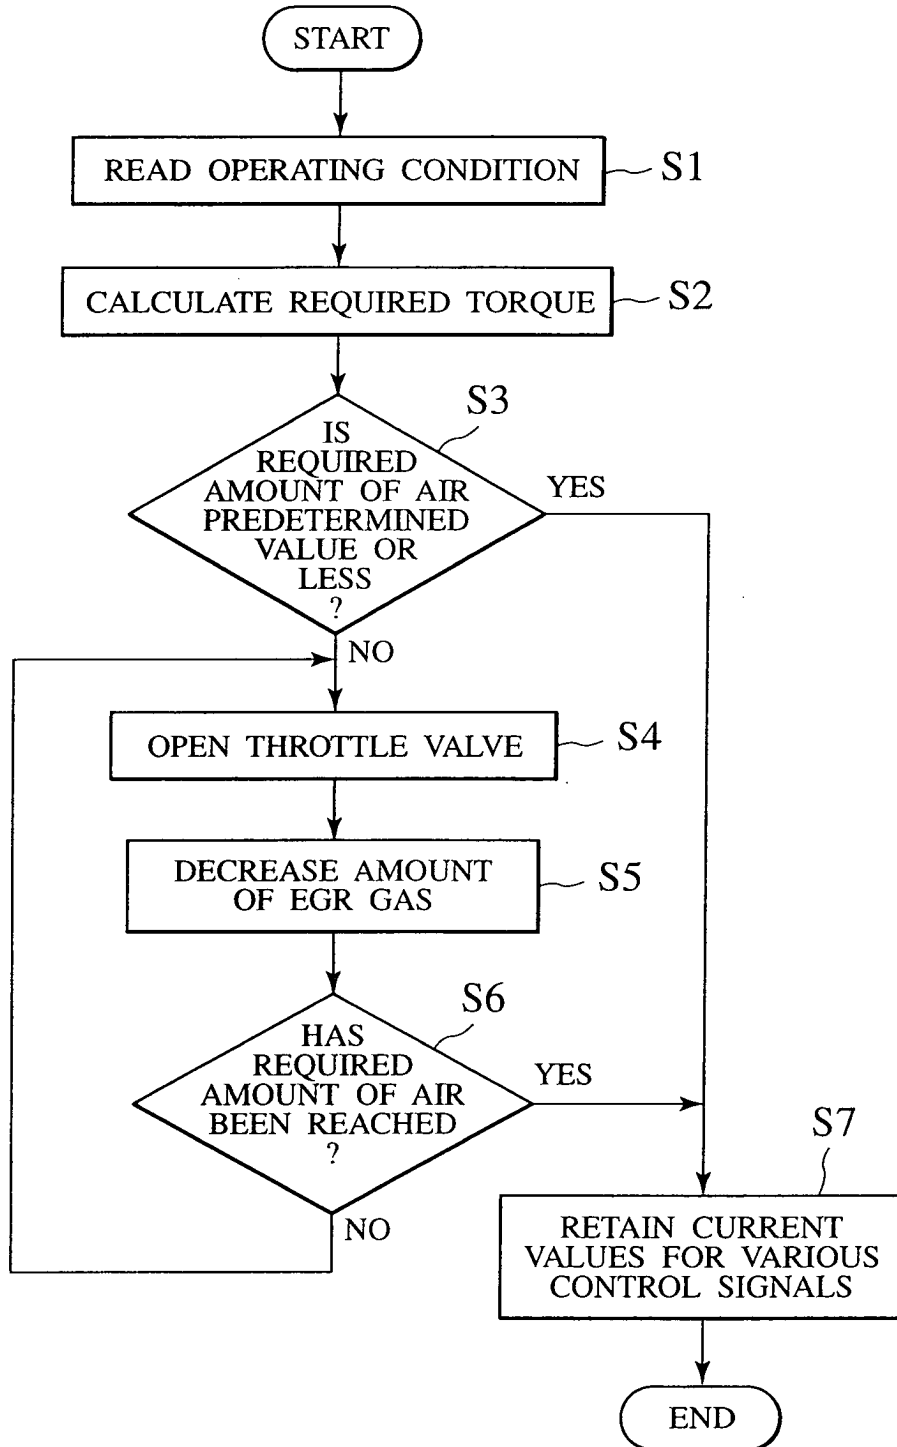 START
READ OPERATING CONDITION
S1
CALCULATE REQUIRED TORQUE
S2
S3
IS
REQUIRED
AMOUNT OF AIR
PREDETERMINED
VALUE OR
LESS
?
YES
NO
OPEN THROTTLE VALVE
S4
DECREASE AMOUNT
OF EGR GAS
S5
S6
HAS
REQUIRED
AMOUNT OF AIR
BEEN REACHED
?
YES
NO
S7
RETAIN CURRENT
VALUES FOR VARIOUS
CONTROL SIGNALS
END